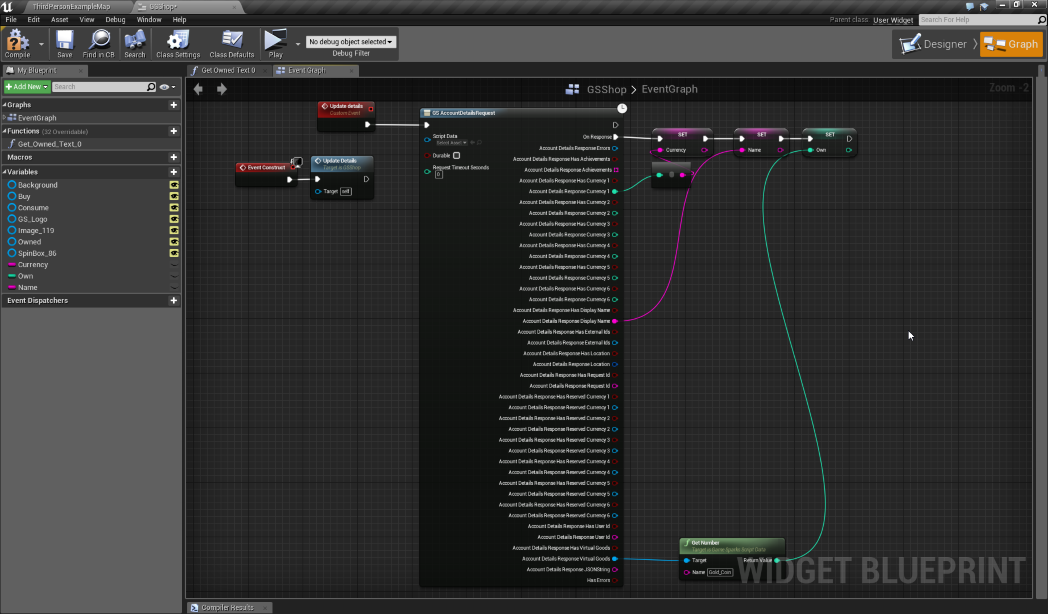 ThirdPersonExampleMap
GSShop*
File Edit Asset View Debug Window Help
Parent class: User Widget
Search For Help
Compile
Save
Find in CB
Search
Class Settings
Class Defaults
Play
No debug object selected
Debug Filter
Designer
Graph
My Blueprint
Get Owned Text 0
Event Graph
Add New
Search
GSShop > EventGraph
Zoom -2
Graphs
EventGraph
Functions (32 Overridable)
Get_Owned_Text_0
Macros
Variables
Background
Buy
Consume
GS_Logo
Image_119
Owned
SpinBox_86
Currency
Own
Name
Event Dispatchers
Update details
CustomEvent
Event Construct
Update Details
Target is GSShop
Target self
GS AccountDetailsRequest
Script Data
Select Asset
Durable
Request Timeout Seconds
0
On Response
Account Details Response Errors
Account Details Response Has Achievements
Account Details Response Achievements
Account Details Response Has Currency 1
Account Details Response Currency 1
Account Details Response Has Currency 2
Account Details Response Currency 2
Account Details Response Has Currency 3
Account Details Response Currency 3
Account Details Response Has Currency 4
Account Details Response Currency 4
Account Details Response Has Currency 5
Account Details Response Currency 5
Account Details Response Has Currency 6
Account Details Response Currency 6
Account Details Response Has Display Name
Account Details Response Display Name
Account Details Response Has External Ids
Account Details Response External Ids
Account Details Response Has Location
Account Details Response Location
Account Details Response Has Request Id
Account Details Response Request Id
Account Details Response Has Reserved Currency 1
Account Details Response Reserved Currency 1
Account Details Response Has Reserved Currency 2
Account Details Response Reserved Currency 2
Account Details Response Has Reserved Currency 3
Account Details Response Reserved Currency 3
Account Details Response Has Reserved Currency 4
Account Details Response Reserved Currency 4
Account Details Response Has Reserved Currency 5
Account Details Response Reserved Currency 5
Account Details Response Has Reserved Currency 6
Account Details Response Reserved Currency 6
Account Details Response Has User Id
Account Details Response User Id
Account Details Response Has Virtual Goods
Account Details Response Virtual Goods
Account Details Response JSONString
Has Errors
SET
Currency
SET
Name
SET
Own
Get Number
Target is Game Sparks Script Data
Target
Return Value
Name Gold_Coin
WIDGET BLUEPRINT
Compiler Results